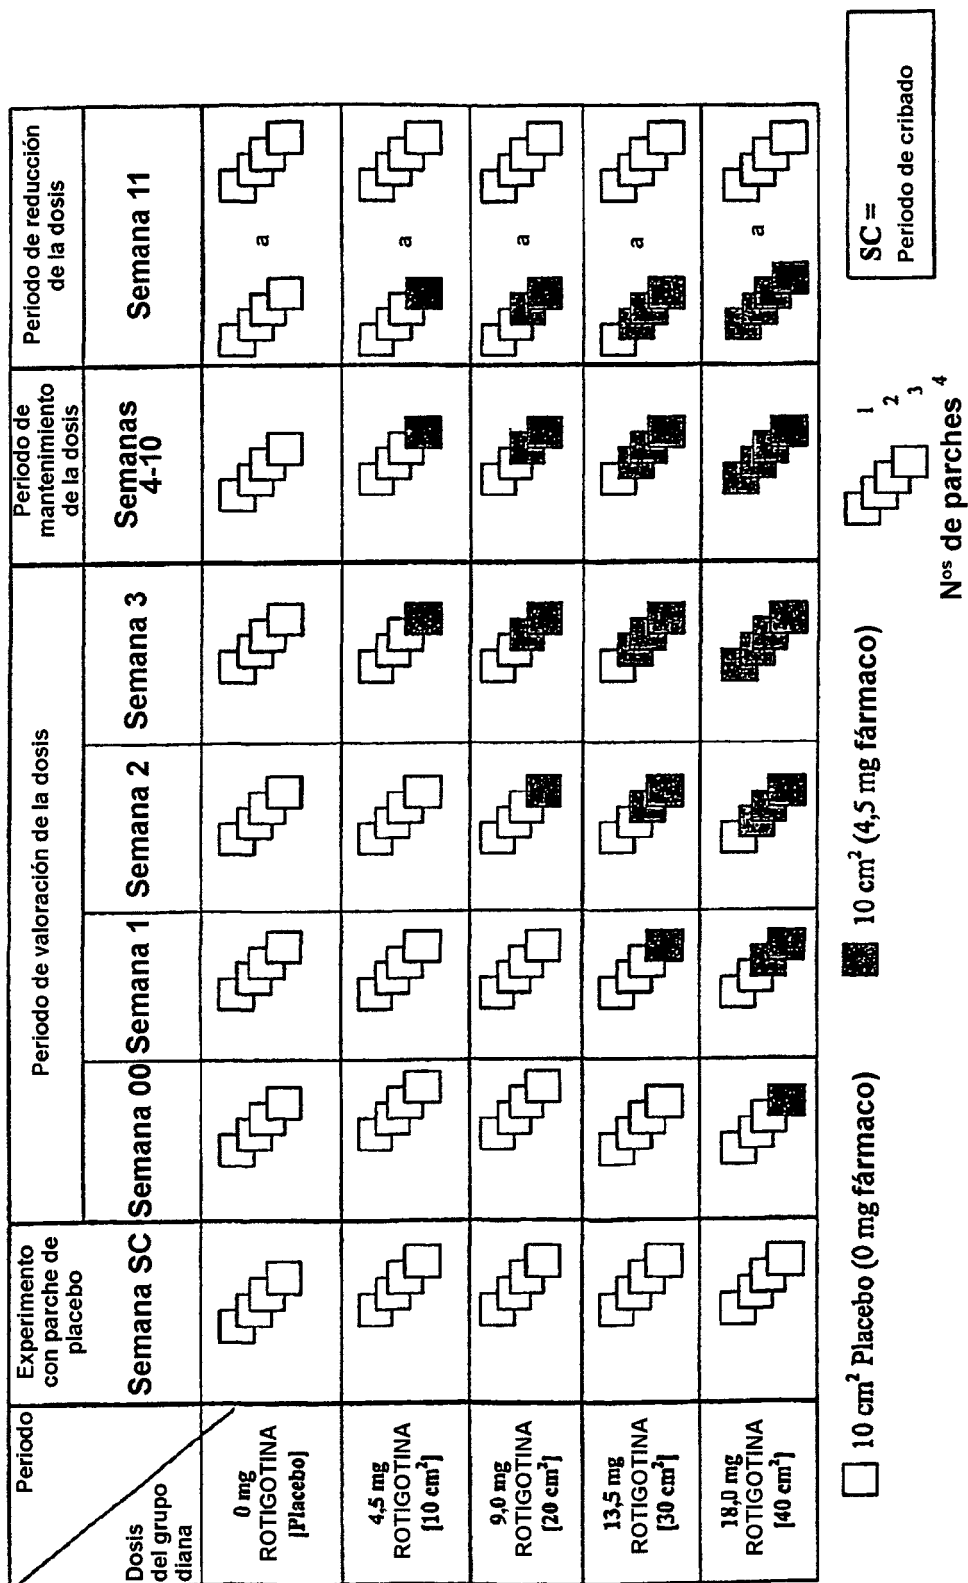 Periodo
Dosis
del grupo
diana
Experimento
con parche de
placebo
Periodo de valoración de la dosis
Periodo de
mantenimiento
de la dosis
Periodo de reducción
de la dosis
Semana SC
Semana 00
Semana 1
Semana 2
Semana 3
Semanas
4-10
Semana 11
0 mg
ROTIGOTINA
[Placebo]
a
4,5 mg
ROTIGOTINA
[10 cm²]
a
9,0 mg
ROTIGOTINA
[20 cm²]
a
13,5 mg
ROTIGOTINA
[30 cm²]
a
18,0 mg
ROTIGOTINA
[40 cm²]
a
10 cm² Placebo (0 mg fármaco)
10 cm² (4,5 mg fármaco)
1
2
3
4
Nos de parches
SC =
Periodo de cribado